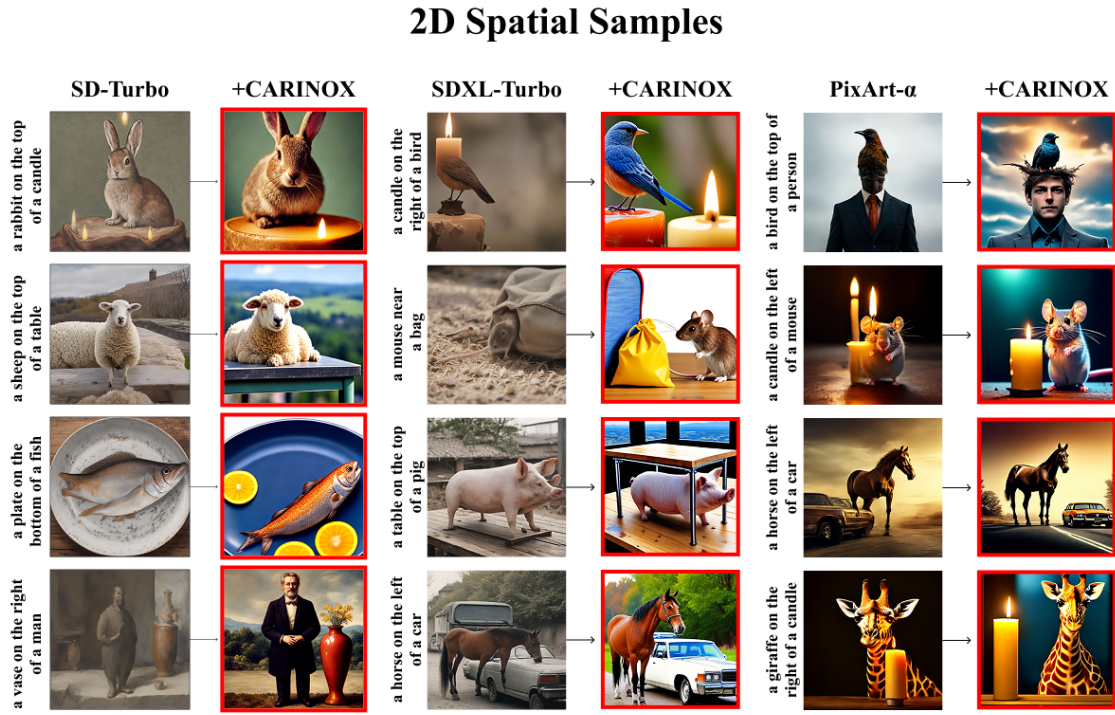 2D Spatial Samples
SD-Turbo
+CARINOX
SDXL-Turbo
+CARINOX
PixArt-α
+CARINOX
a rabbit on the top
of a candle
a candle on the
right of a bird
a bird on the top of
a person
a sheep on the top
of a table
a mouse near
a bag
a candle on the left
of a mouse
a plate on the
bottom of a fish
a table on the top
of a pig
a horse on the left
of a car
a vase on the right
of a man
a horse on the left
of a car
a giraffe on the
right of a candle